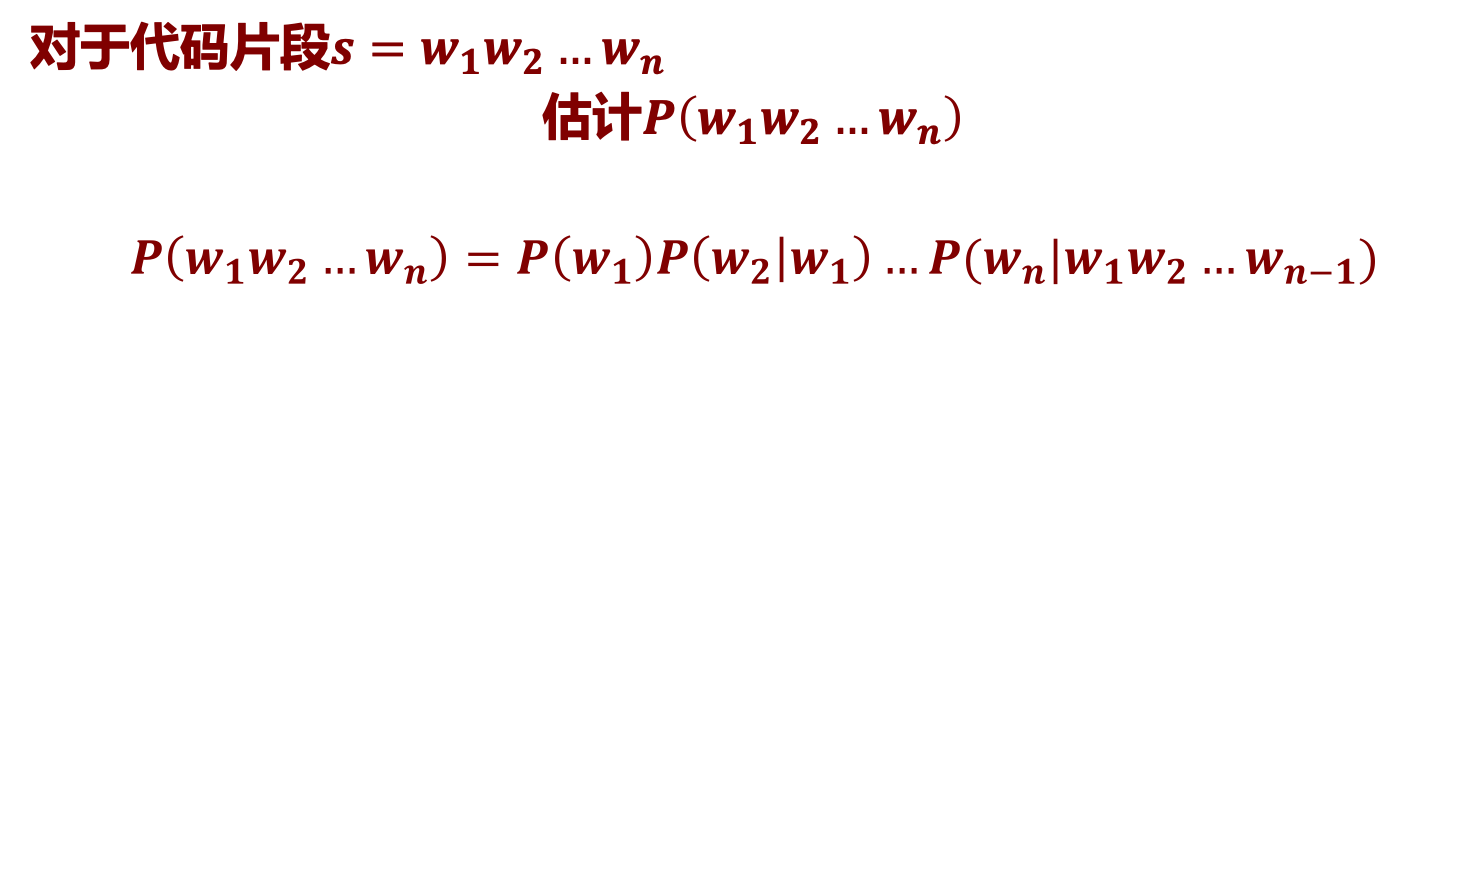 对于代码片段𝒔 = 𝒘₁𝒘₂ … 𝒘ₙ
估计𝑷(𝒘₁𝒘₂ … 𝒘ₙ)
𝑷(𝒘₁𝒘₂ … 𝒘ₙ) = 𝑷(𝒘₁)𝑷(𝒘₂|𝒘₁) … 𝑷(𝒘ₙ|𝒘₁𝒘₂ … 𝒘ₙ₋₁)